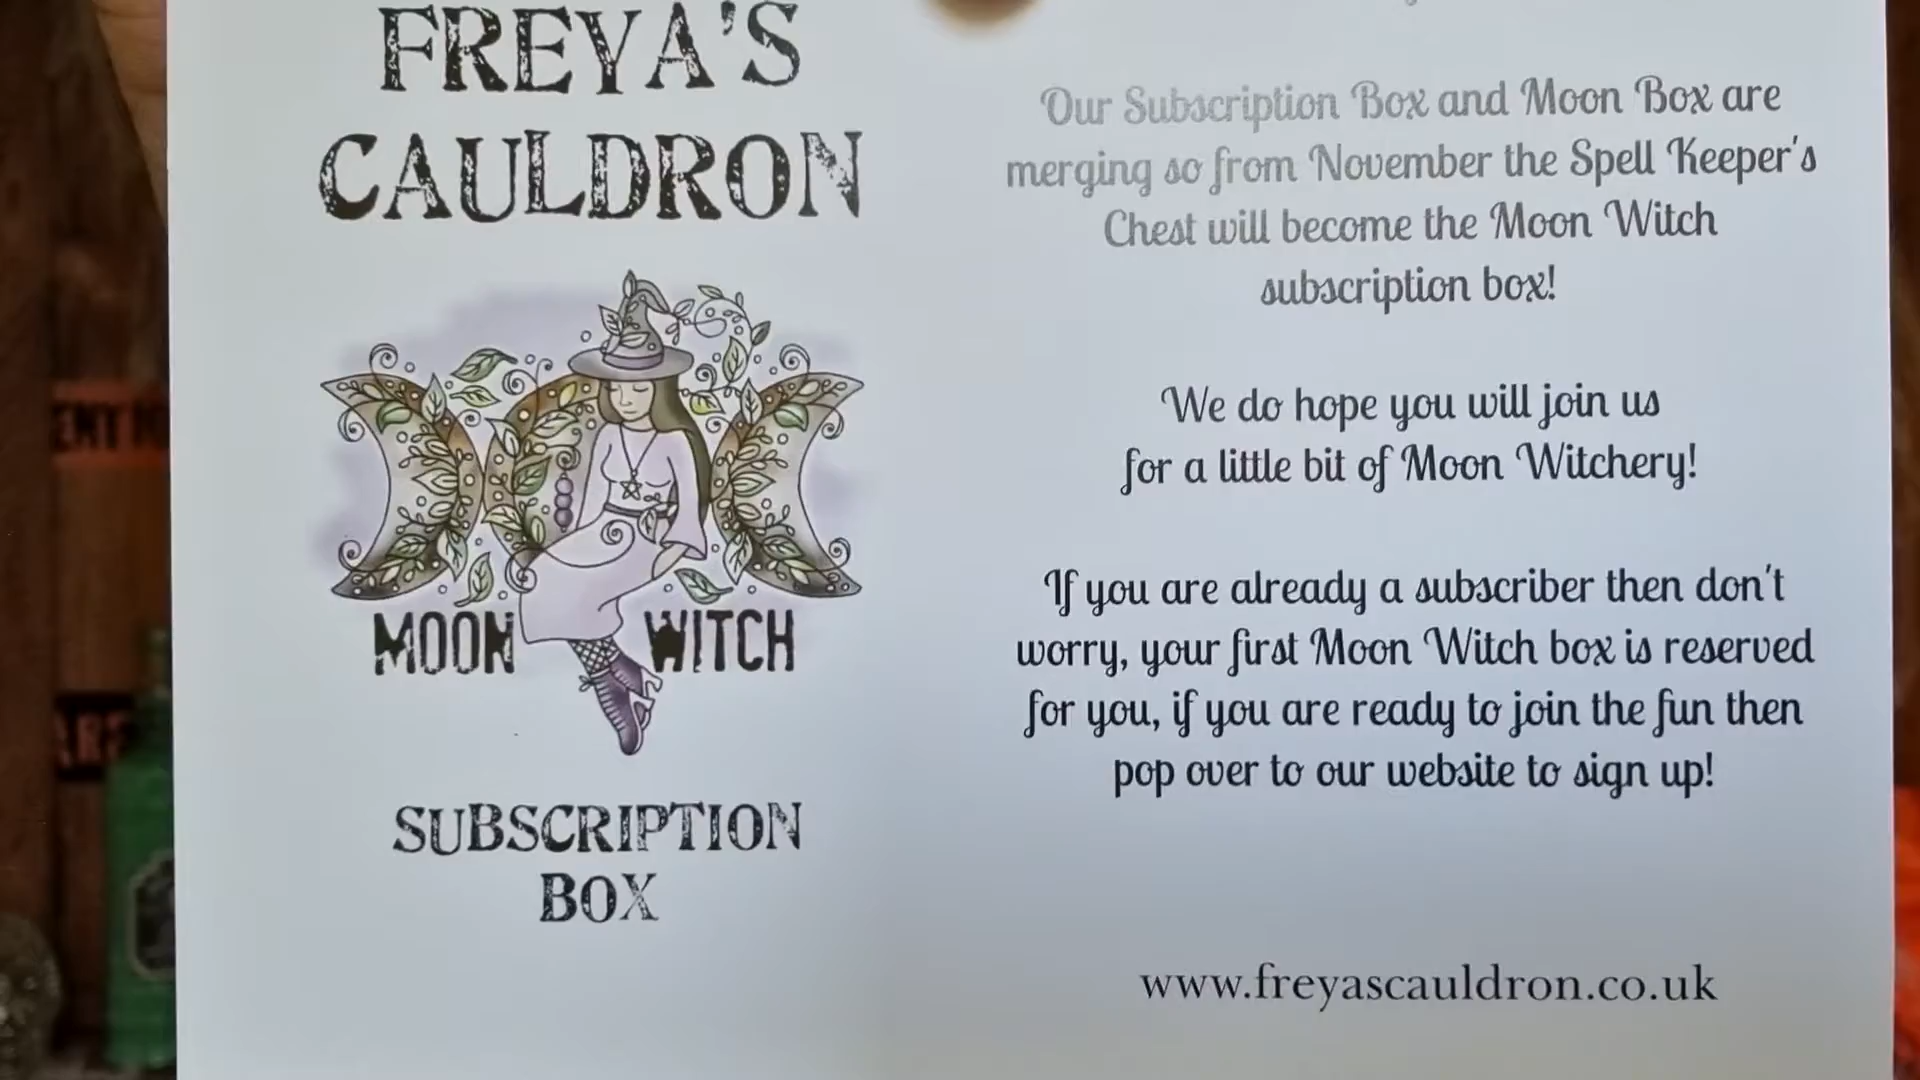 FREYA'S
CAULDRON
MOON WITCH
SUBSCRIPTION
BOX
Our Subscription Box and Moon Box are
merging so from November the Spell Keeper's
Chest will become the Moon Witch
subscription box!
We do hope you will join us
for a little bit of Moon Witchery!
If you are already a subscriber then don't
worry, your first Moon Witch box is reserved
for you, if you are ready to join the fun then
pop over to our website to sign up!
www.freyascauldron.co.uk